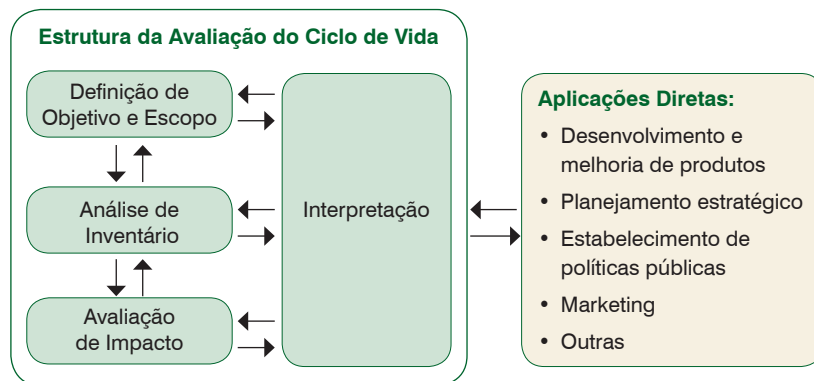 Estrutura da Avaliação do Ciclo de Vida
Definição de
Objetivo e Escopo
Análise de
Inventário
Avaliação
de Impacto
Interpretação
Aplicações Diretas:
• Desenvolvimento e
melhoria de produtos
• Planejamento estratégico
• Estabelecimento de
políticas públicas
• Marketing
• Outras